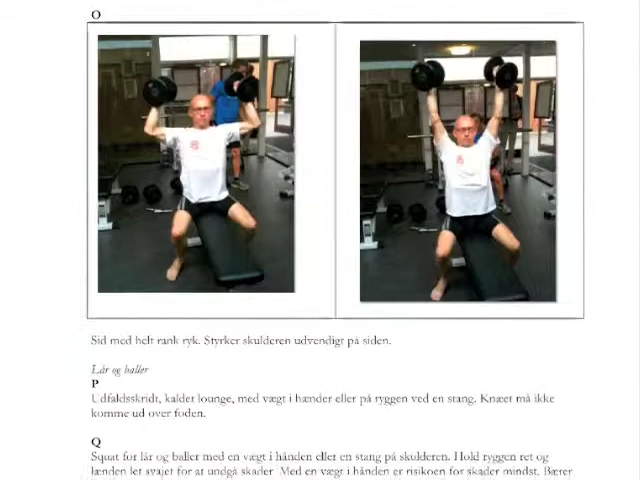 O
Sid med helt rank ryk. Styrker skulderen udvendigt på siden.
Lår og baller
P
Udfaldsskridt, kaldet lounge, med vægt i hænder eller på ryggen ved en stang. Knæet må ikke
komme ud over foden.
Q
Squat for lår og baller med en vægt i hånden eller en stang på skulderen. Hold ryggen ret og
lænden let svajet for at undgå skader. Med en vægt i hånden er risikoen for skader mindst. Bærer